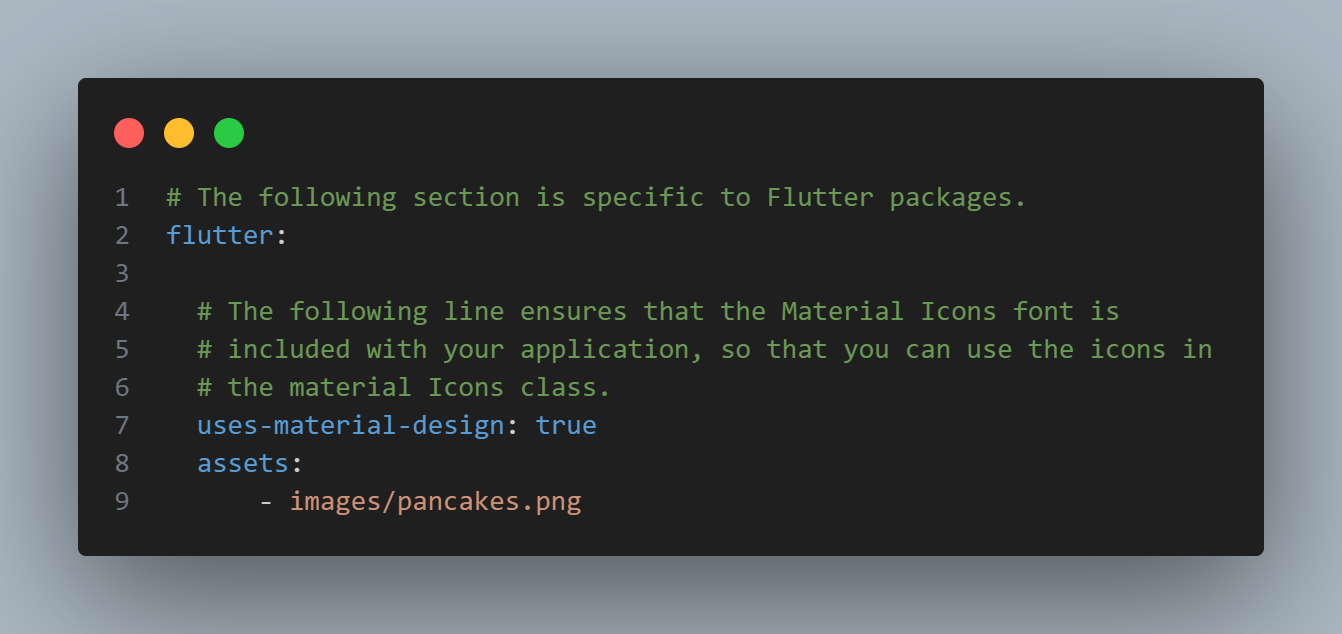 1 # The following section is specific to Flutter packages.
2 flutter:
3
4   # The following line ensures that the Material Icons font is
5   # included with your application, so that you can use the icons in
6   # the material Icons class.
7   uses-material-design: true
8   assets:
9       - images/pancakes.png